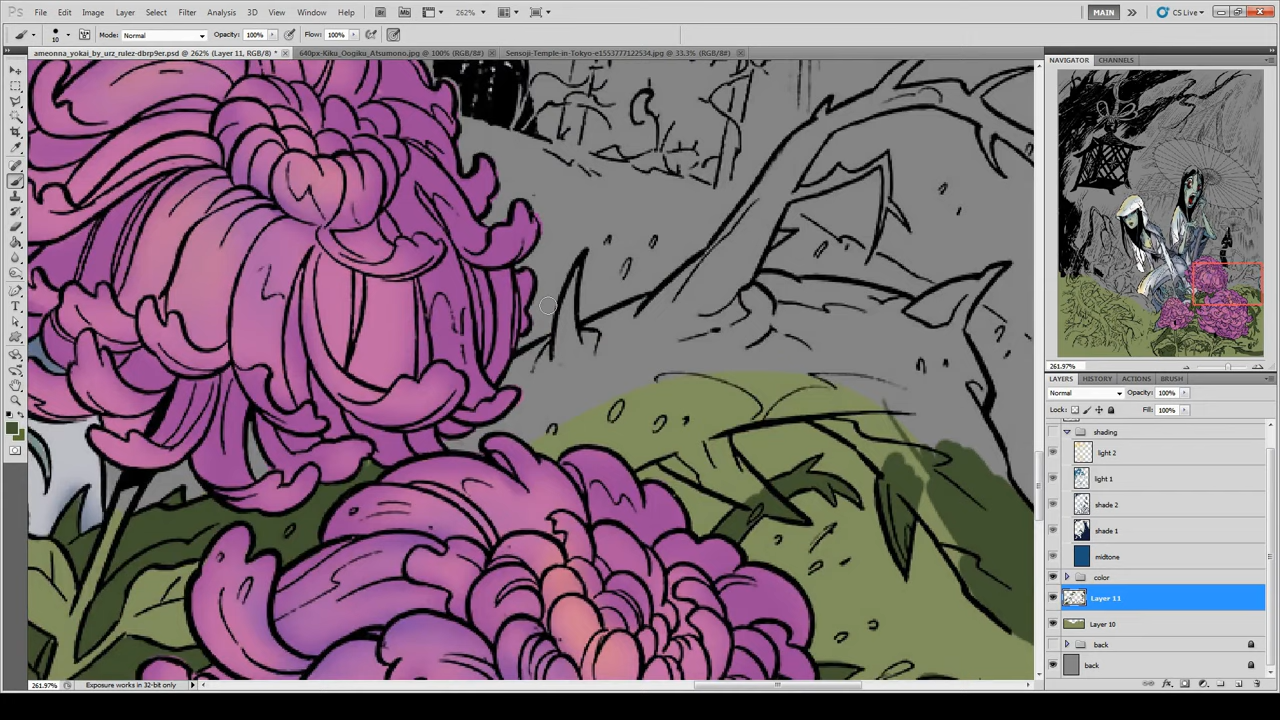 Ps File Edit Image Layer Select Filter Analysis 3D View Window Help Br Mb 262% MAIN CS Live
10 Mode: Normal Opacity: 100% Flow: 100%
ameonna_yokai_by_urz_rulez-dbrp9er.psd @ 262% (Layer 11, RGB/8) * 640px-Kiku_Oogiku_Atsumono.jpg @ 100% (RGB/8#) Sensoji-Temple-in-Tokyo-e1553777122534.jpg @ 33.3% (RGB/8#)
NAVIGATOR CHANNELS
261.97%
LAYERS HISTORY ACTIONS BRUSH
Normal Opacity: 100%
Lock: Fill: 100%
shading
light 2
light 1
shade 2
shade 1
midtone
color
Layer 11
Layer 10
back
back
261.97% Exposure works in 32-bit only